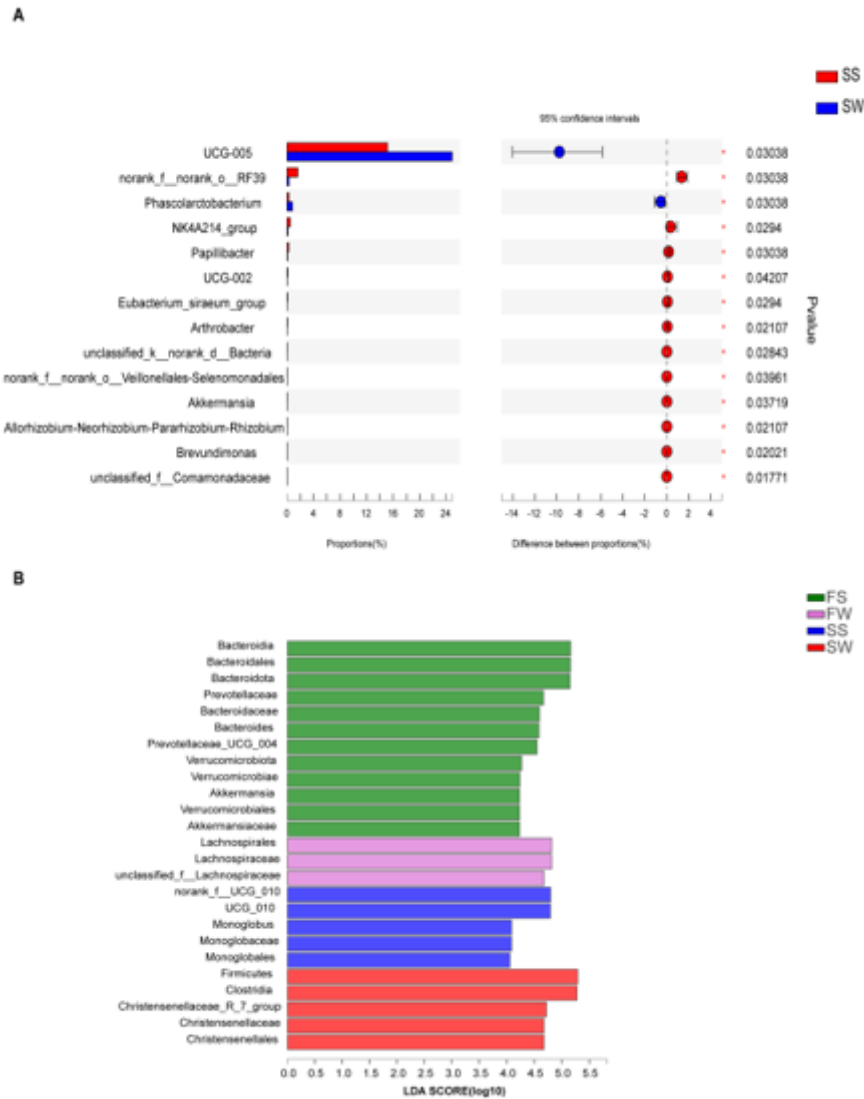 A
SS
SW
95% confidence intervals
UCG-005 0.03038
norank_f__norank_o__RF39 0.03038
Phascolarctobacterium 0.03038
NK4A214_group 0.0294
Papillibacter 0.03038
UCG-002 0.04207
Eubacterium_siraeum_group 0.0294
Arthrobacter 0.02107
unclassified_k__norank_d__Bacteria 0.02843
norank_f__norank_o__Veillonellales-Selenomonadales 0.03961
Akkermansia 0.03719
Allorhizobium-Neorhizobium-Pararhizobium-Rhizobium 0.02107
Brevundimonas 0.02021
unclassified_f__Comamonadaceae 0.01771
Pvalue
0 4 8 12 16 20 24 -14 -12 -10 -8 -6 -4 -2 0 2 4
Proportions(%) Difference between proportions(%)
B
FS
FW
SS
SW
Bacteroidia
Bacteroidales
Bacteroidota
Prevotellaceae
Bacteroidaceae
Bacteroides
Prevotellaceae_UCG_004
Verrucomicrobiota
Verrucomicrobiae
Akkermansia
Verrucomicrobiales
Akkermansiaceae
Lachnospirales
Lachnospiraceae
unclassified_f__Lachnospiraceae
norank_f__UCG_010
UCG_010
Monoglobus
Monoglobaceae
Monoglobales
Firmicutes
Clostridia
Christensenellaceae_R_7_group
Christensenellaceae
Christensenellales
0.0 0.5 1.0 1.5 2.0 2.5 3.0 3.5 4.0 4.5 5.0 5.5
LDA SCORE(log10)